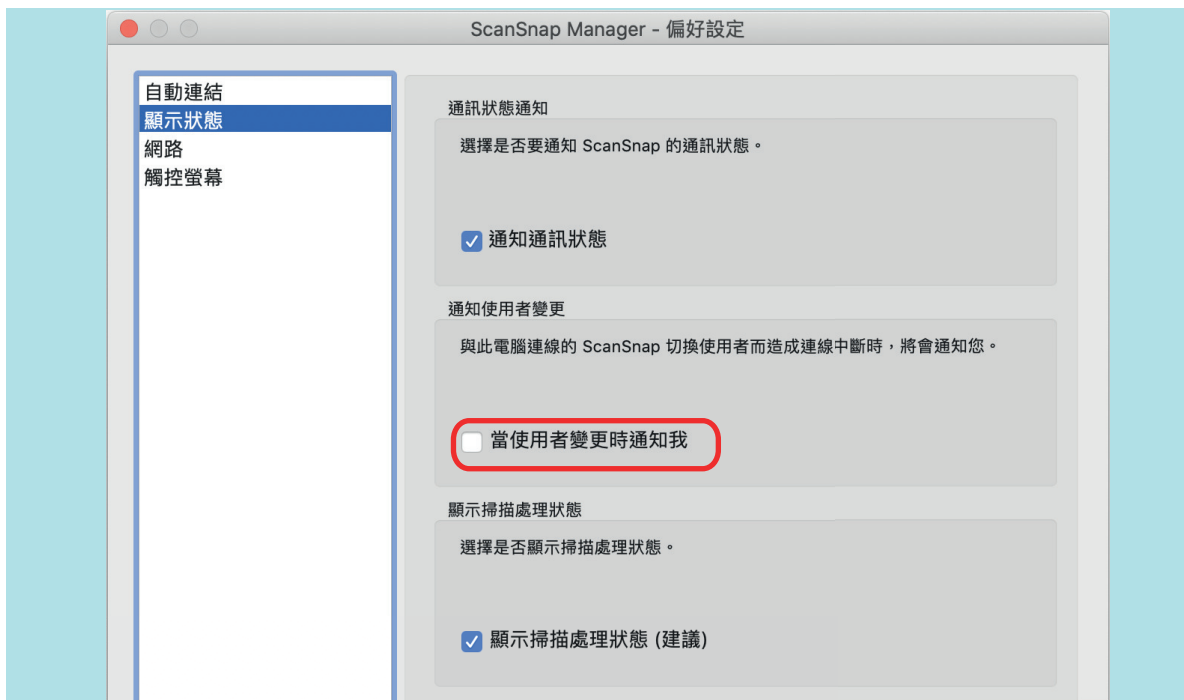 ScanSnap Manager - 偏好設定
自動連結
顯示狀態
網路
觸控螢幕
通訊狀態通知
選擇是否要通知 ScanSnap 的通訊狀態。
通知通訊狀態
通知使用者變更
與此電腦連線的 ScanSnap 切換使用者而造成連線中斷時，將會通知您。
當使用者變更時通知我
顯示掃描處理狀態
選擇是否顯示掃描處理狀態。
顯示掃描處理狀態 (建議)